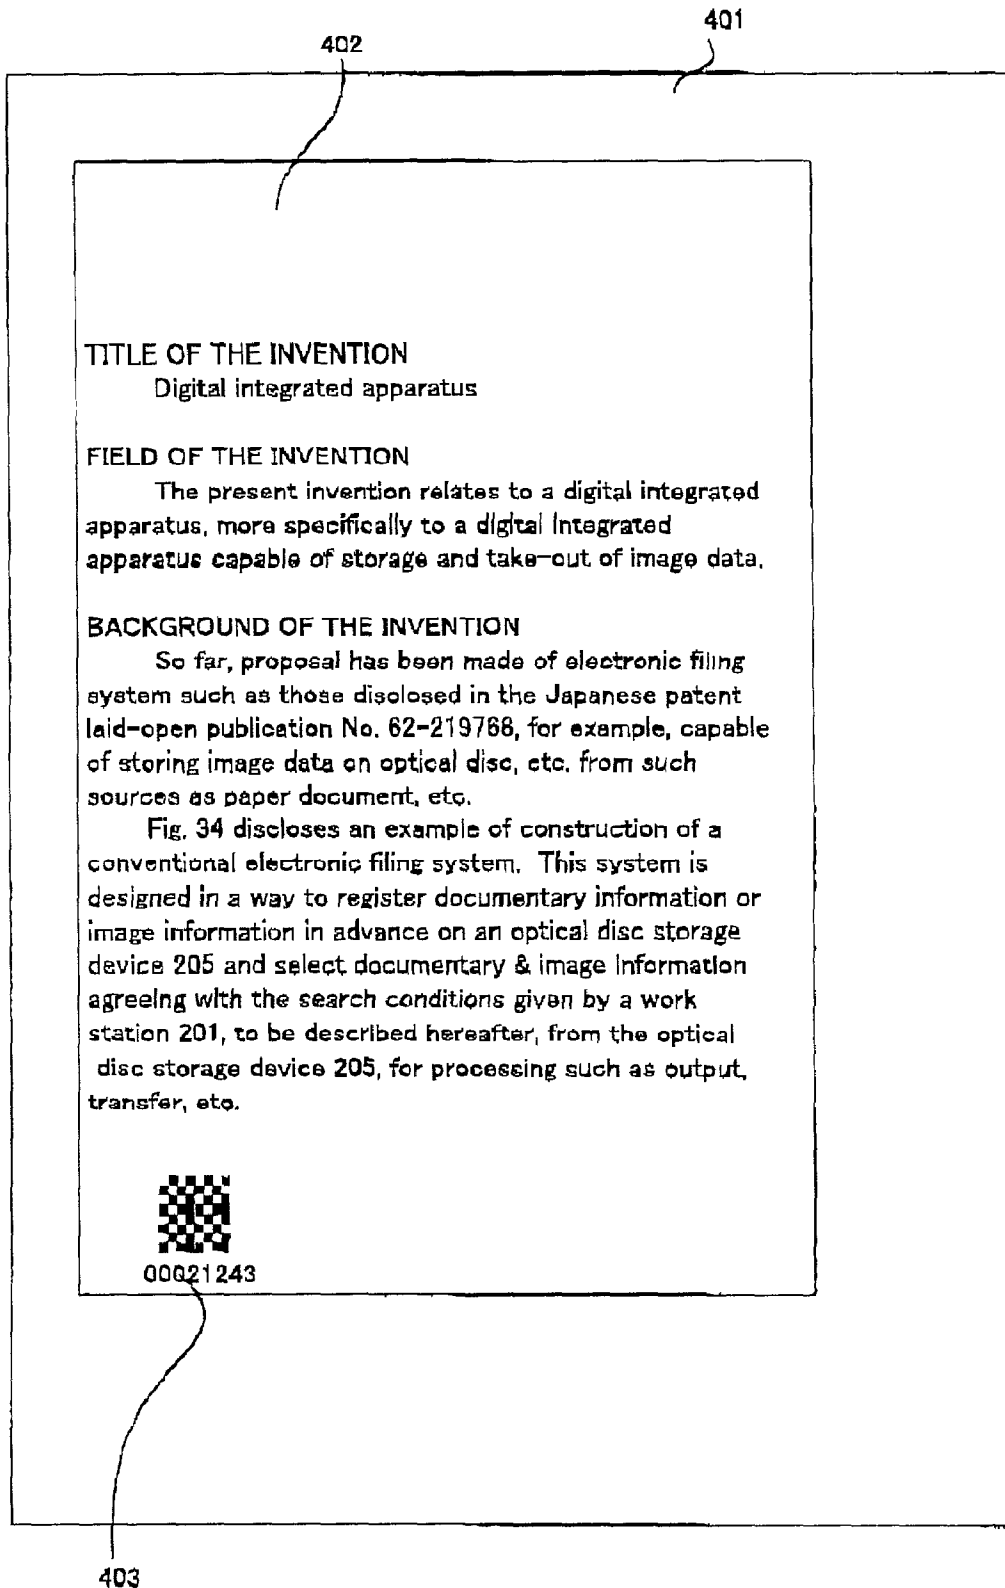 401
402
TITLE OF THE INVENTION
Digital integrated apparatus
FIELD OF THE INVENTION
The present invention relates to a digital integrated
apparatus, more specifically to a digital integrated
apparatus capable of storage and take-out of image data.
BACKGROUND OF THE INVENTION
So far, proposal has been made of electronic filing
system such as those disclosed in the Japanese patent
laid-open publication No. 62-219768, for example, capable
of storing image data on optical disc, etc. from such
sources as paper document, etc.
Fig. 34 discloses an example of construction of a
conventional electronic filing system. This system is
designed in a way to register documentary information or
image information in advance on an optical disc storage
device 205 and select documentary & image information
agreeing with the search conditions given by a work
station 201, to be described hereafter, from the optical
disc storage device 205, for processing such as output,
transfer, etc.
00021243
403